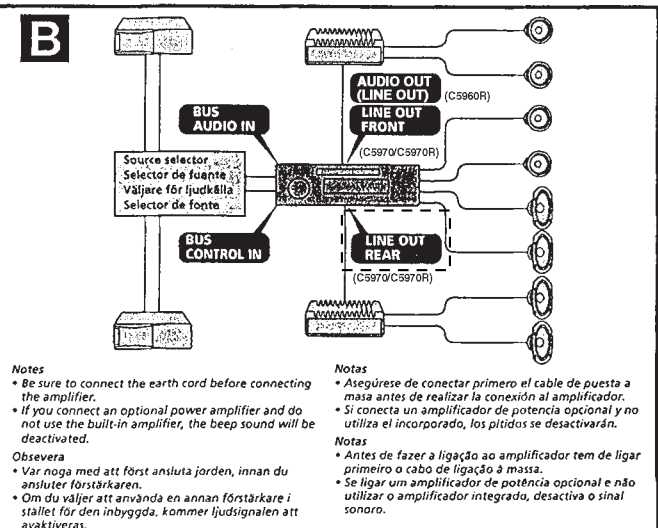 B
AUDIO OUT
(LINE OUT)
(C5960R)
LINE OUT
FRONT
(C5970/C5970R)
BUS
AUDIO IN
Source selector
Selector de fuente
Väljare för ljudkälla
Selector de fonte
BUS
CONTROL IN
LINE OUT
REAR
(C5970/C5970R)
Notes
• Be sure to connect the earth cord before connecting
the amplifier.
• If you connect an optional power amplifier and do
not use the built-in amplifier, the beep sound will be
deactivated.
Obsevera
• Var noga med att först ansluta jorden, innan du
ansluter förstärkaren.
• Om du väljer att använda en annan förstärkare i
stället för den inbyggda, kommer ljudsignalen att
avaktiveras.
Notas
• Asegúrese de conectar primero el cable de puesta a
masa antes de realizar la conexión al amplificador.
• Si conecta un amplificador de potencia opcional y no
utiliza el incorporado, los pitidos se desactivarán.
Notas
• Antes de fazer a ligação ao amplificador tem de ligar
primeiro o cabo de ligação à massa.
• Se ligar um amplificador de potência opcional e não
utilizar o amplificador integrado, desactiva o sinal
sonoro.